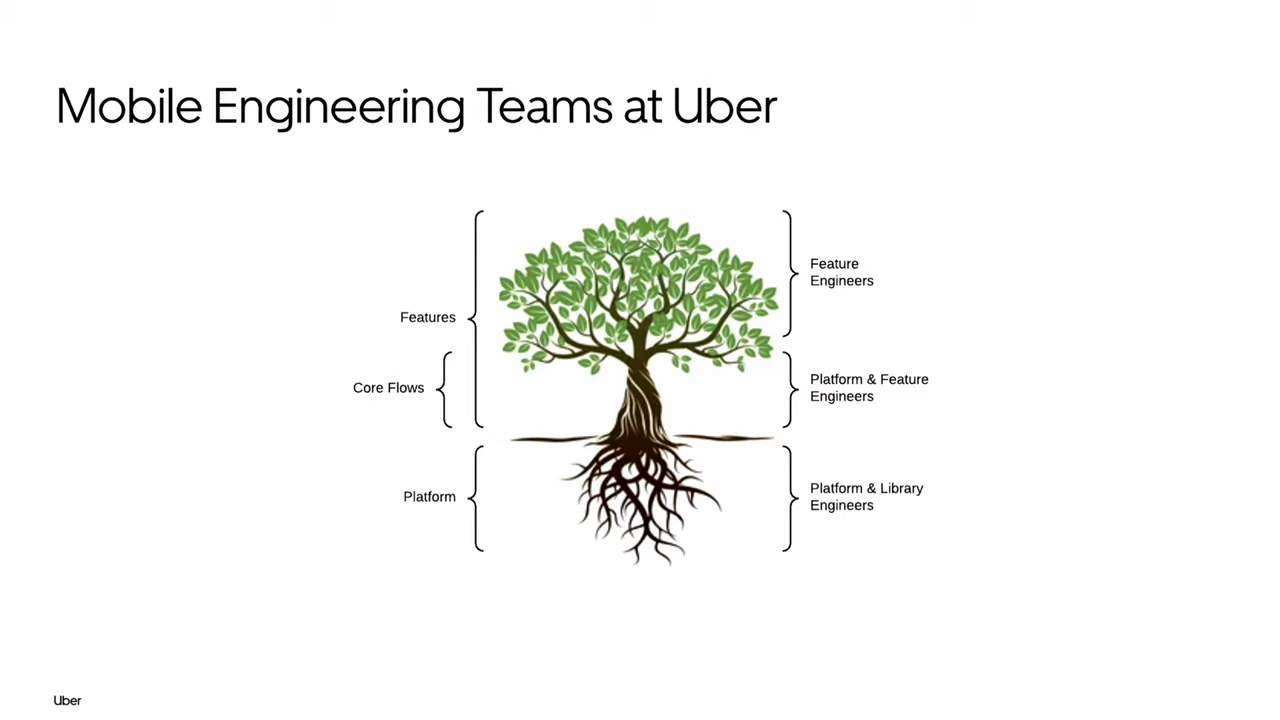 Mobile Engineering Teams at Uber
Features
Core Flows
Platform
Feature
Engineers
Platform & Feature
Engineers
Platform & Library
Engineers
Uber